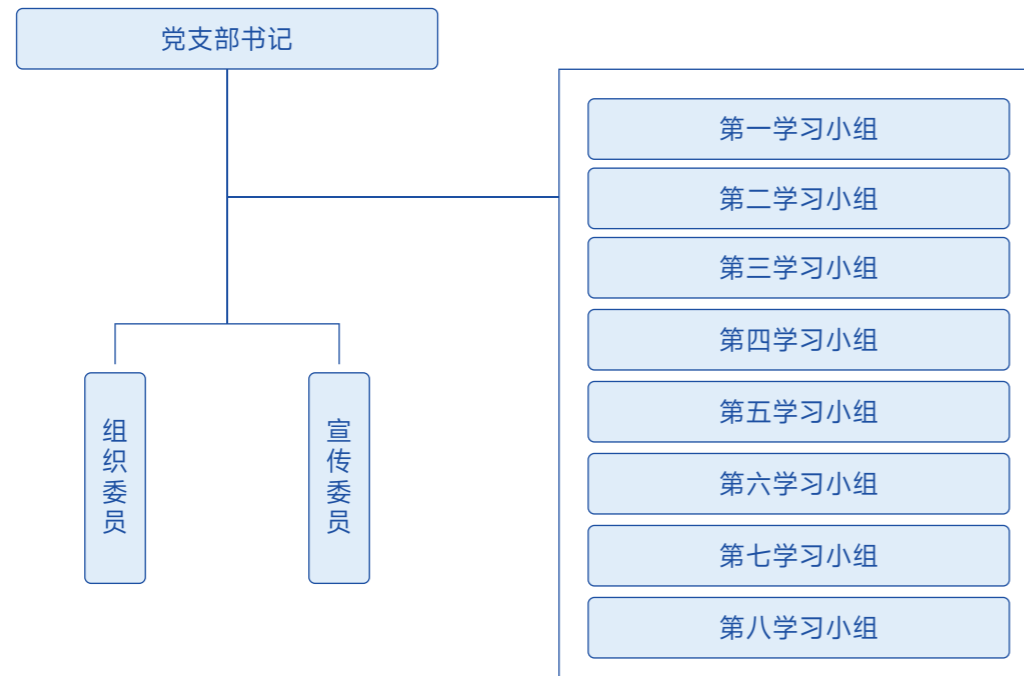 党支部书记
第一学习小组
第二学习小组
第三学习小组
第四学习小组
第五学习小组
第六学习小组
第七学习小组
第八学习小组
组织委员
宣传委员